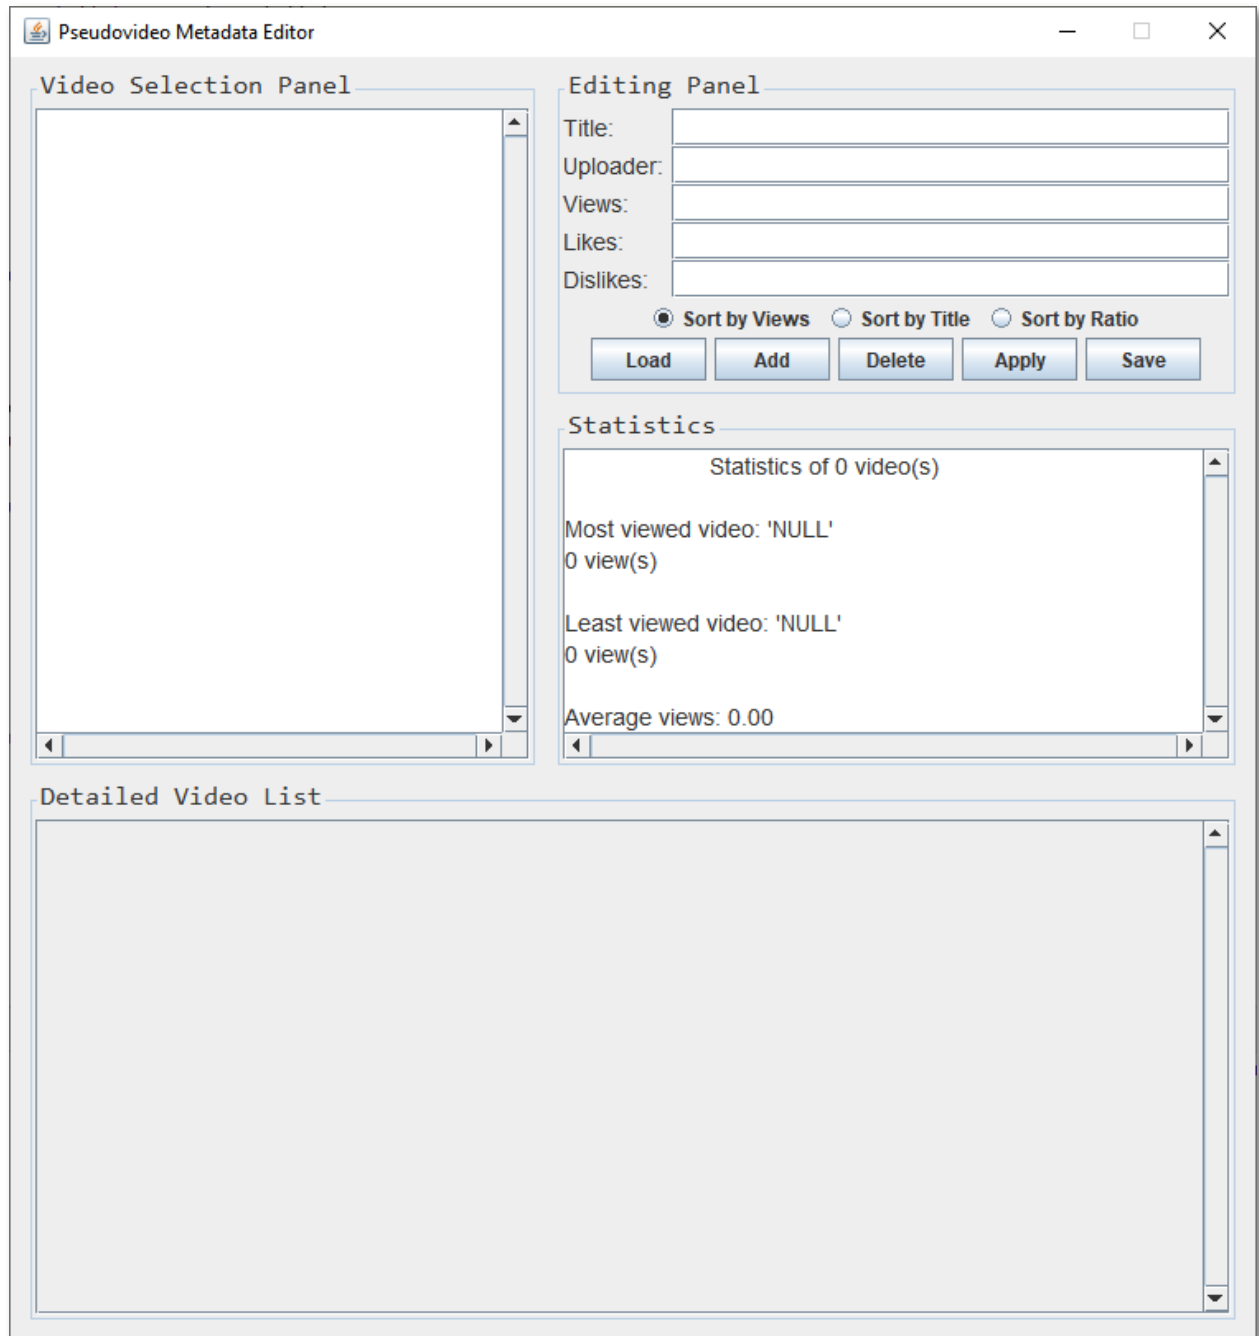 Pseudovideo Metadata Editor
Video Selection Panel
Editing Panel
Title:
Uploader:
Views:
Likes:
Dislikes:
Sort by Views Sort by Title Sort by Ratio
Load Add Delete Apply Save
Statistics
Statistics of 0 video(s)
Most viewed video: 'NULL'
0 view(s)
Least viewed video: 'NULL'
0 view(s)
Average views: 0.00
Detailed Video List